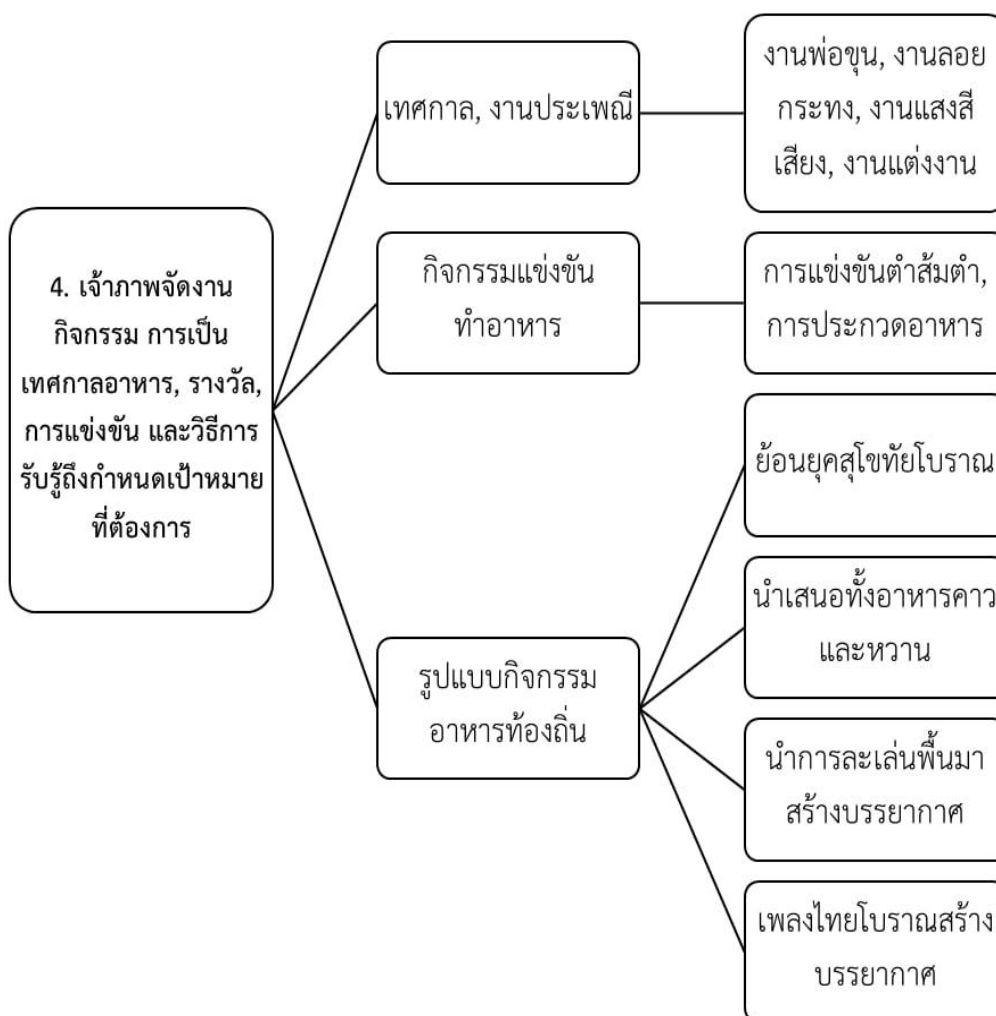 4. เจ้าภาพจัดงาน
กิจกรรม การเป็น
เทศกาลอาหาร, รางวัล,
การแข่งขัน และวิธีการ
รับรู้ถึงกำหนดเป้าหมาย
ที่ต้องการ
เทศกาล, งานประเพณี
งานพ่อขุน, งานลอย
กระทง, งานแสงสี
เสียง, งานแต่งงาน
กิจกรรมแข่งขัน
ทำอาหาร
การแข่งขันตำส้มตำ,
การประกวดอาหาร
รูปแบบกิจกรรม
อาหารท้องถิ่น
ย้อนยุคสุโขทัยโบราณ
นำเสนอทั้งอาหารคาว
และหวาน
นำการละเล่นพื้นมา
สร้างบรรยากาศ
เพลงไทยโบราณสร้าง
บรรยากาศ